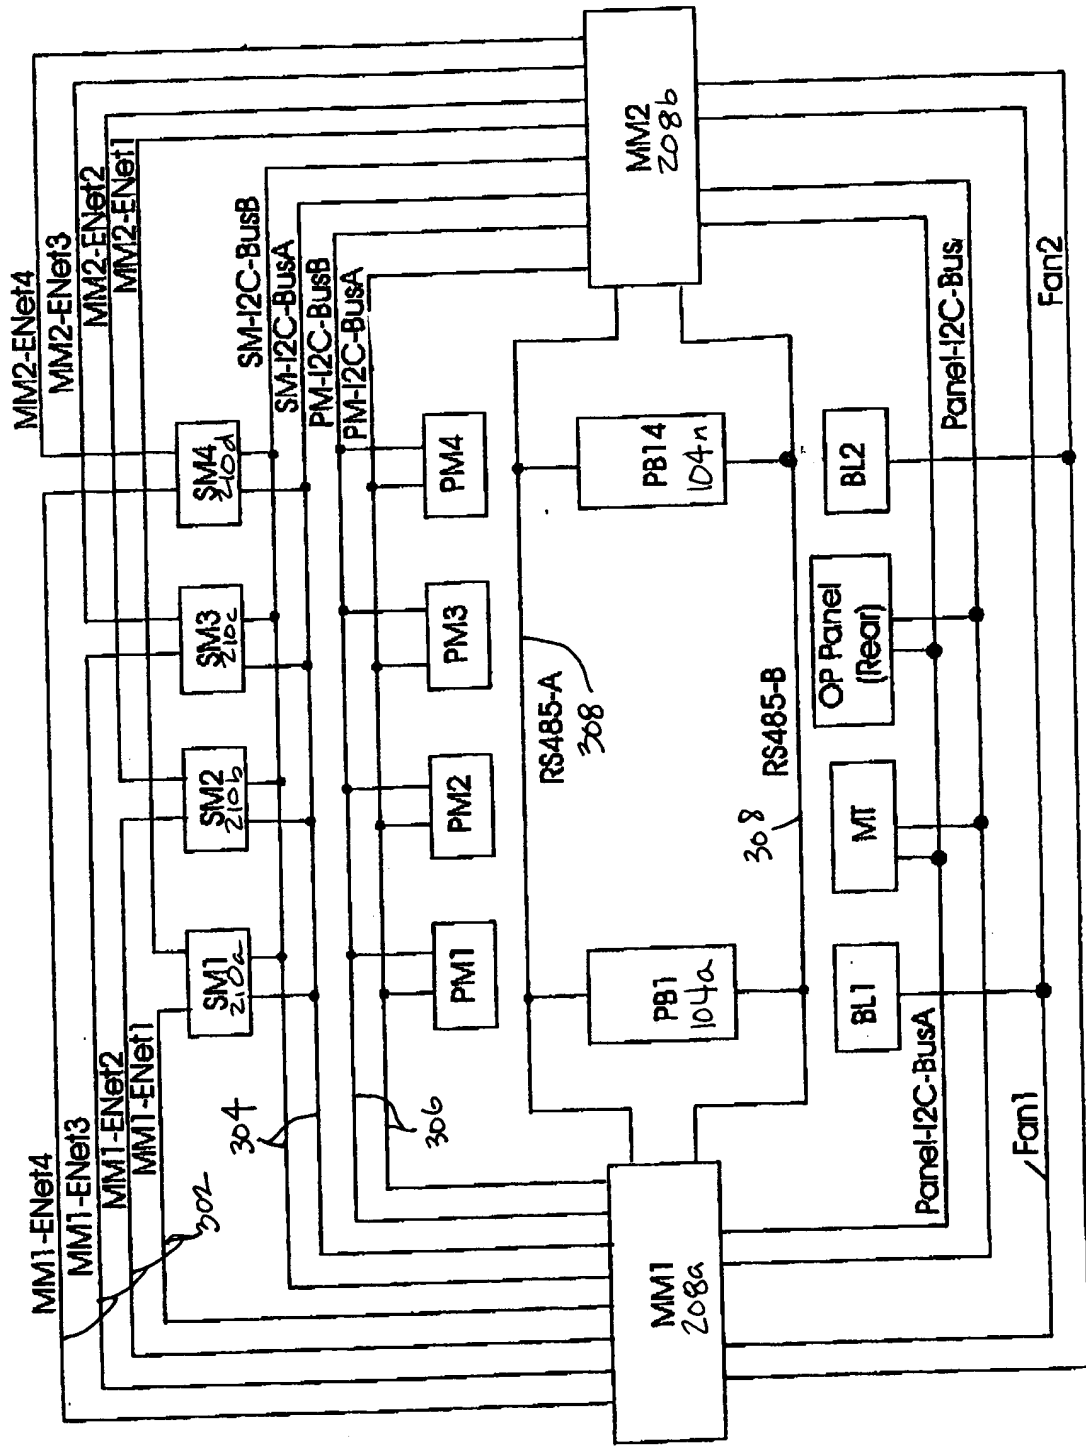 MM1-ENet4
MM1-ENet3
MM1-ENet2
MM1-ENet1
302
MM2-ENet4
MM2-ENet3
MM2-ENet2
MM2-ENet1
SM1
210a
SM2
210b
SM3
210c
SM4
210d
SM-I2C-BusB
SM-I2C-BusA
PM-I2C-BusB
PM-I2C-BusA
304
306
PM1
PM2
PM3
PM4
MM1
208a
MM2
208b
RS485-A
308
PB1
104a
PB14
104n
RS485-B
308
BL1
MT
OP Panel
(Rear)
BL2
Panel-I2C-BusA
Panel-I2C-Bus
Fan1
Fan2